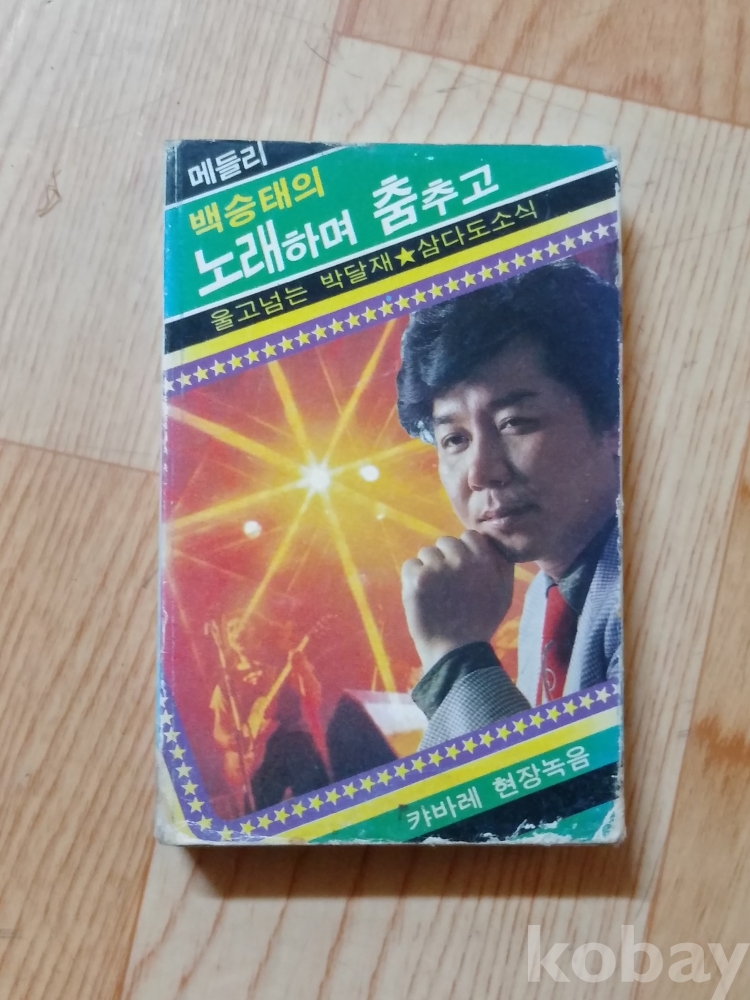 메들리
백승태의
노래하며 춤추고
울고넘는 박달재★삼다도소식
캬바레 현장녹음
kobay